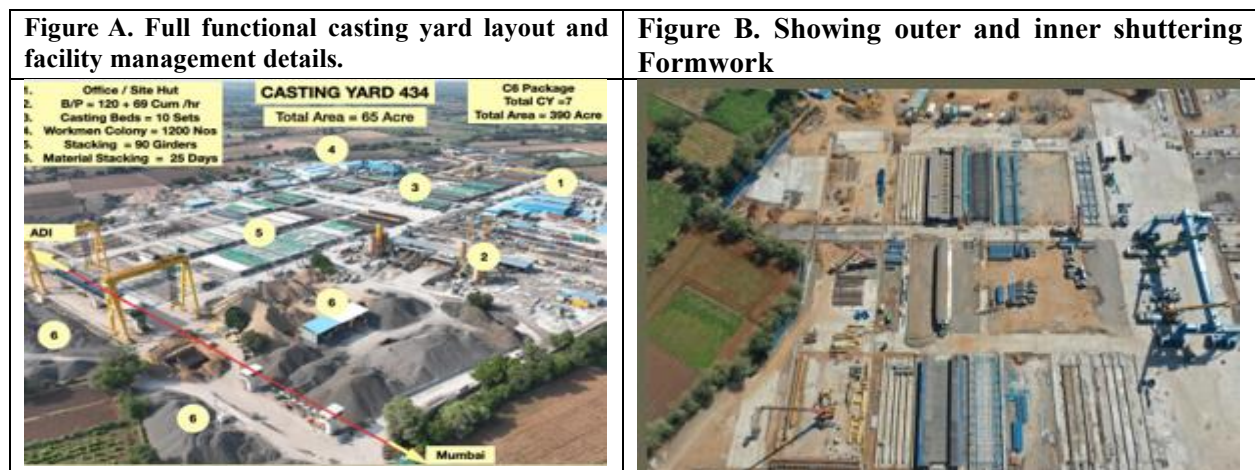 Figure A. Full functional casting yard layout and
facility management details.
Figure B. Showing outer and inner shuttering
Formwork
1. Office / Site Hut
2. B/P = 120 + 69 Cum /hr
3. Casting Beds = 10 Sets
4. Workmen Colony = 1200 Nos
5. Stacking = 90 Girders
6. Material Stacking = 25 Days
CASTING YARD 434
Total Area = 65 Acre
C6 Package
Total CY =7
Total Area = 390 Acre
4
3
1
ADI
5
2
6
6
6
Mumbai